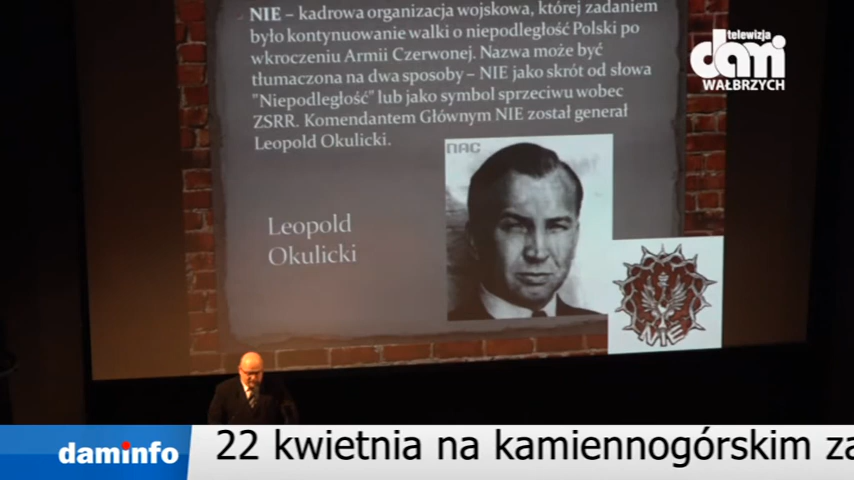 NIE – kadrowa organizacja wojskowa, której zadaniem
było kontynuowanie walki o niepodległość Polski po
wkroczeniu Armii Czerwonej. Nazwa może być
tłumaczona na dwa sposoby – NIE jako skrót od słowa
"Niepodległość" lub jako symbol sprzeciwu wobec
ZSRR. Komendantem Głównym NIE został generał
Leopold Okulicki.
telewizja
dami
WAŁBRZYCH
NAC
Leopold
Okulicki
NIE
daminfo
22 kwietnia na kamiennogórskim za